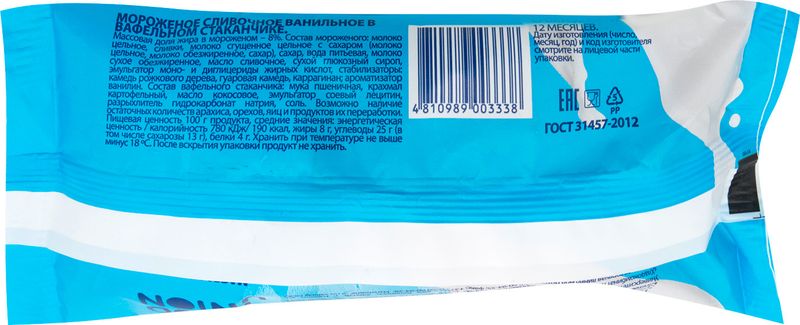 МОРОЖЕНОЕ СЛИВОЧНОЕ ВАНИЛЬНОЕ В
ВАФЕЛЬНОМ СТАКАНЧИКЕ.
Массовая доля жира в мороженом – 8%. Состав мороженого: молоко
цельное, сливки, молоко сгущенное цельное с сахаром (молоко
цельное, молоко обезжиренное, сахар), сахар, вода питьевая, молоко
сухое обезжиренное, масло сливочное, сухой глюкозный сироп,
эмульгатор моно- и диглицериды жирных кислот, стабилизаторы:
камедь рожкового дерева, гуаровая камедь, каррагинан; ароматизатор
ванилин. Состав вафельного стаканчика: мука пшеничная, крахмал
картофельный, масло кокосовое, эмульгатор соевый лецитин,
разрыхлитель гидрокарбонат натрия, соль. Возможно наличие
остаточных количеств арахиса, орехов, яиц и продуктов их переработки.
Пищевая ценность 100 г продукта, средние значения: энергетическая
ценность / калорийность 780 кДж/ 190 ккал, жиры 8 г, углеводы 25 г (в
том числе сахарозы 13 г), белки 4 г. Хранить при температуре не выше
минус 18 ºС. После вскрытия упаковки продукт не хранить.
4 810989 003338
12 МЕСЯЦЕВ.
Дату изготовления (число,
месяц, год) и код изготовителя
смотрите на лицевой части
упаковки.
EAC
5
PP
ГОСТ 31457-2012
UNION